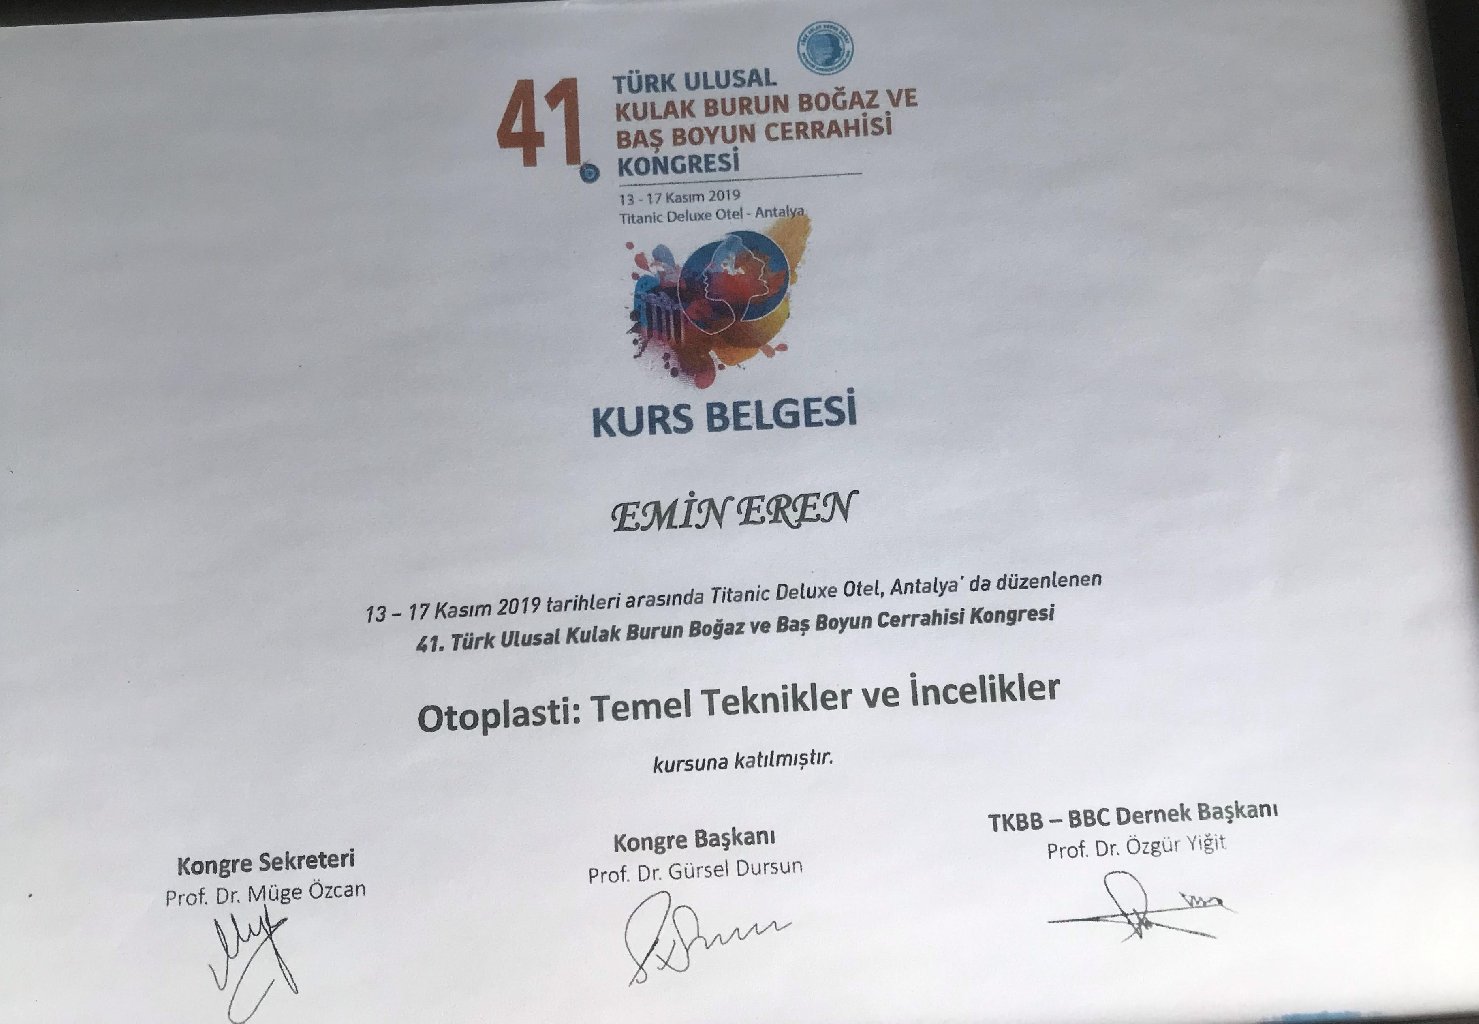 41.
TÜRK ULUSAL
KULAK BURUN BOĞAZ VE
BAŞ BOYUN CERRAHİSİ
KONGRESİ
13 - 17 Kasım 2019
Titanic Deluxe Otel - Antalya
KURS BELGESİ
EMİN EREN
13 – 17 Kasım 2019 tarihleri arasında Titanic Deluxe Otel, Antalya' da düzenlenen
41. Türk Ulusal Kulak Burun Boğaz ve Baş Boyun Cerrahisi Kongresi
Otoplasti: Temel Teknikler ve İncelikler
kursuna katılmıştır.
Kongre Sekreteri
Prof. Dr. Müge Özcan
Kongre Başkanı
Prof. Dr. Gürsel Dursun
TKBB – BBC Dernek Başkanı
Prof. Dr. Özgür Yiğit